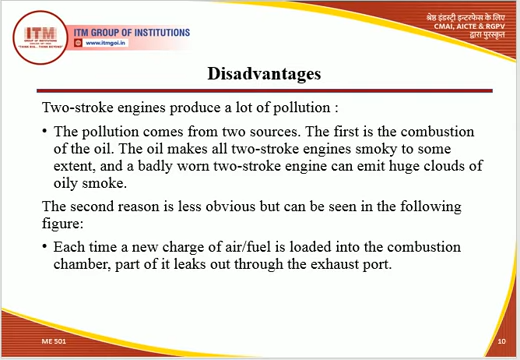 ITM
GROUP OF INSTITUTIONS
ITM GROUP OF INSTITUTIONS
www.itmgoi.in
श्रेष्ठ इंडस्ट्री इन्टरफ़ेस के लिए
CMAI, AICTE & RGPV
द्वारा पुरस्कृत
Disadvantages
Two-stroke engines produce a lot of pollution :
• The pollution comes from two sources. The first is the combustion
of the oil. The oil makes all two-stroke engines smoky to some
extent, and a badly worn two-stroke engine can emit huge clouds of
oily smoke.
The second reason is less obvious but can be seen in the following
figure:
• Each time a new charge of air/fuel is loaded into the combustion
chamber, part of it leaks out through the exhaust port.
ME 501
10